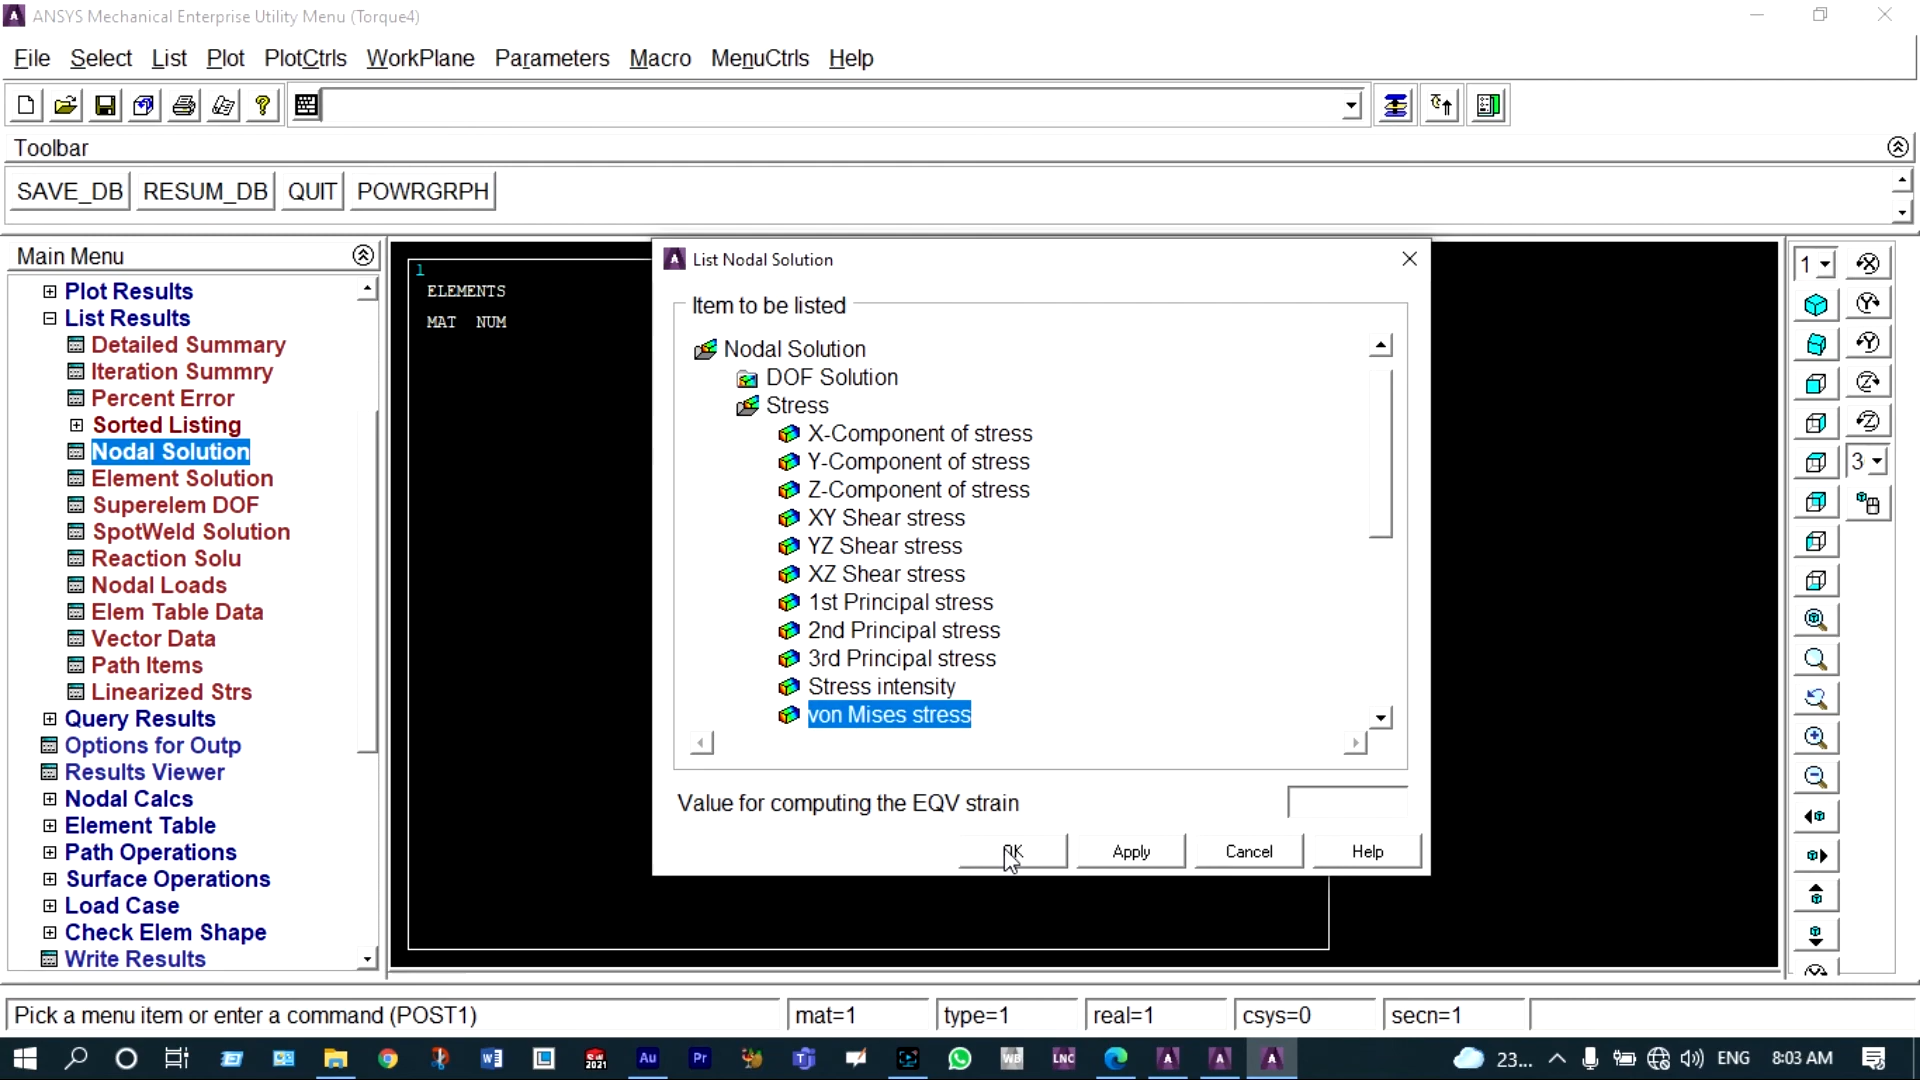 ANSYS Mechanical Enterprise Utility Menu (Torque4)
File Select List Plot PlotCtrls WorkPlane Parameters Macro MenuCtrls Help
Toolbar
SAVE_DB RESUM_DB QUIT POWRGRPH
Main Menu
Plot Results
List Results
Detailed Summary
Iteration Summry
Percent Error
Sorted Listing
Nodal Solution
Element Solution
Superelem DOF
SpotWeld Solution
Reaction Solu
Nodal Loads
Elem Table Data
Vector Data
Path Items
Linearized Strs
Query Results
Options for Outp
Results Viewer
Nodal Calcs
Element Table
Path Operations
Surface Operations
Load Case
Check Elem Shape
Write Results
1
ELEMENTS
MAT NUM
List Nodal Solution
Item to be listed
Nodal Solution
DOF Solution
Stress
X-Component of stress
Y-Component of stress
Z-Component of stress
XY Shear stress
YZ Shear stress
XZ Shear stress
1st Principal stress
2nd Principal stress
3rd Principal stress
Stress intensity
von Mises stress
Value for computing the EQV strain
OK Apply Cancel Help
1
3
Pick a menu item or enter a command (POST1)
mat=1 type=1 real=1 csys=0 secn=1
23... ENG 8:03 AM